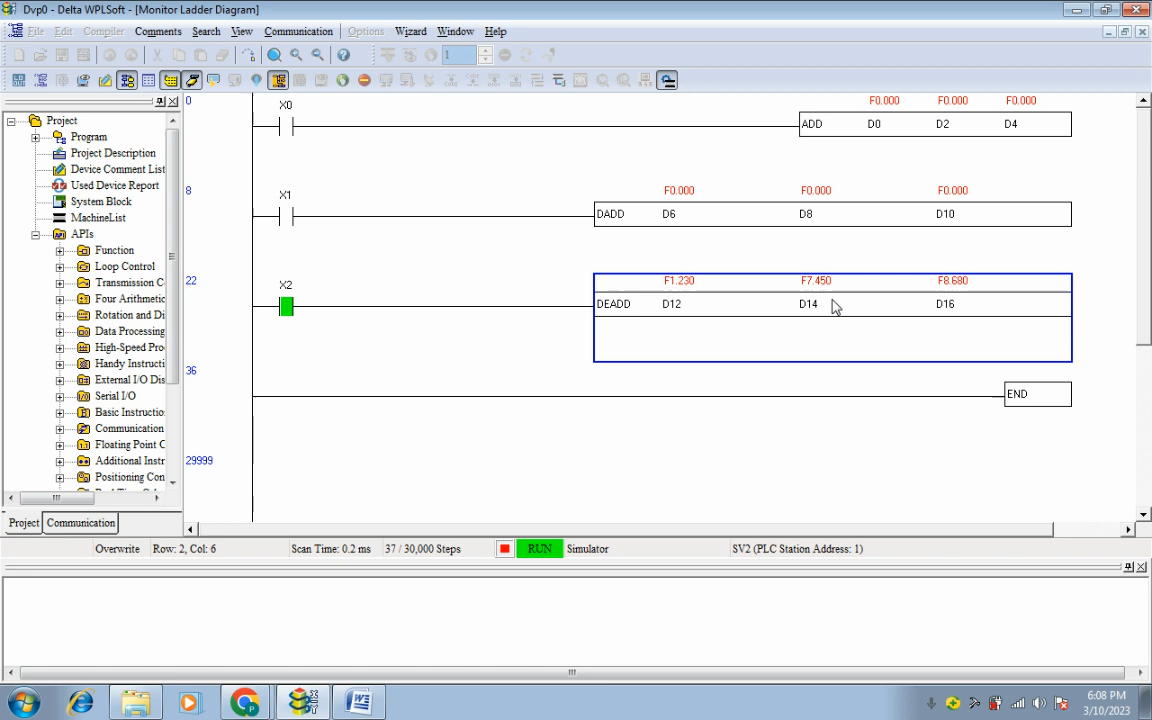 Dvp0 - Delta WPLSoft - [Monitor Ladder Diagram]
File Edit Compiler Comments Search View Communication Options Wizard Window Help
1
Project
Program
Project Description
Device Comment List
Used Device Report
System Block
MachineList
APIs
Function
Loop Control
Transmission C
Four Arithmetic
Rotation and Di
Data Processing
High-Speed Pro
Handy Instructi
External I/O Dis
Serial I/O
Basic Instructio
Communication
Floating Point C
Additional Instr
Positioning Con
Project Communication
0
X0
F0.000 F0.000 F0.000
ADD D0 D2 D4
8
X1
F0.000 F0.000 F0.000
DADD D6 D8 D10
22
X2
F1.230 F7.450 F8.680
DEADD D12 D14 D16
36
END
29999
Overwrite Row: 2, Col: 6 Scan Time: 0.2 ms 37 / 30,000 Steps RUN Simulator SV2 (PLC Station Address: 1)
6:08 PM
3/10/2023